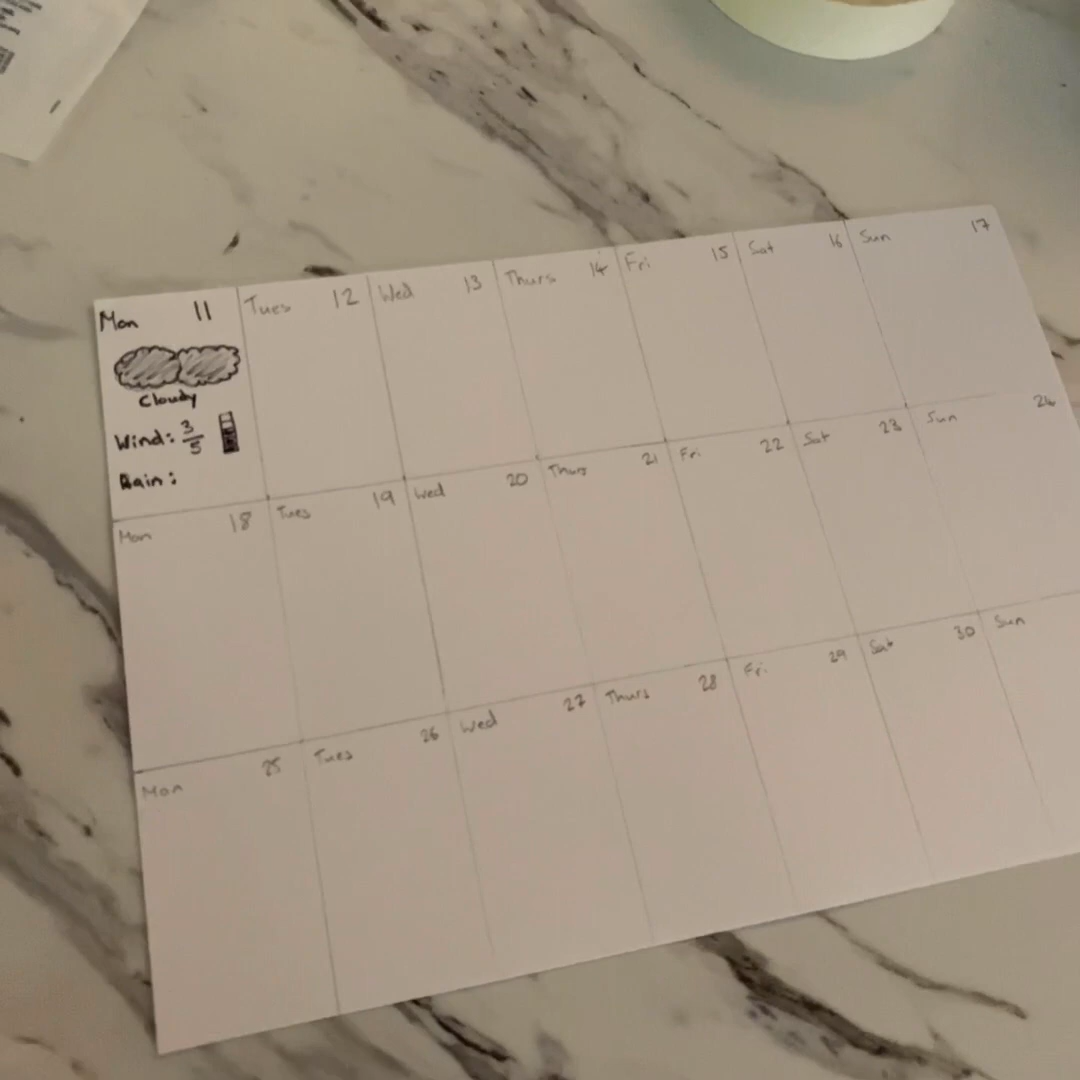 Mon 11
Tues 12
Wed 13
Thurs 14
Fri 15
Sat 16
Sun 17
Cloudy
Wind: 3/5
Rain:
Mon 18
Tues 19
Wed 20
Thurs 21
Fri 22
Sat 23
Sun 24
Mon 25
Tues 26
Wed 27
Thurs 28
Fri 29
Sat 30
Sun